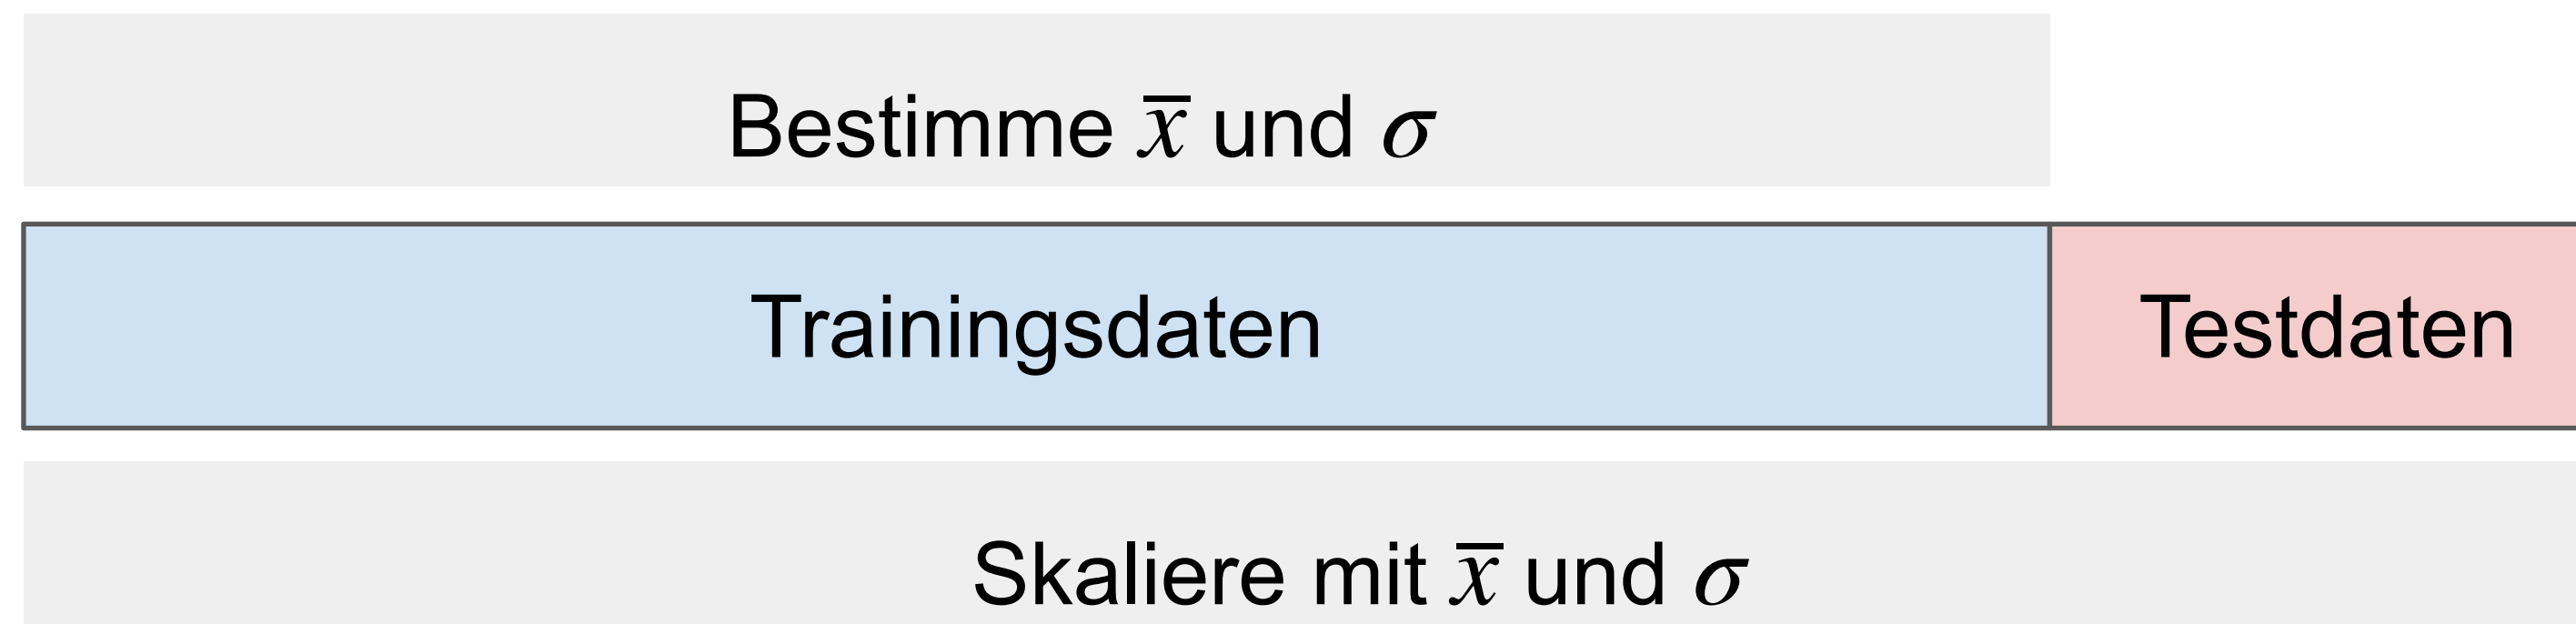 Bestimme x̅ und σ
Trainingsdaten
Testdaten
Skaliere mit x̅ und σ